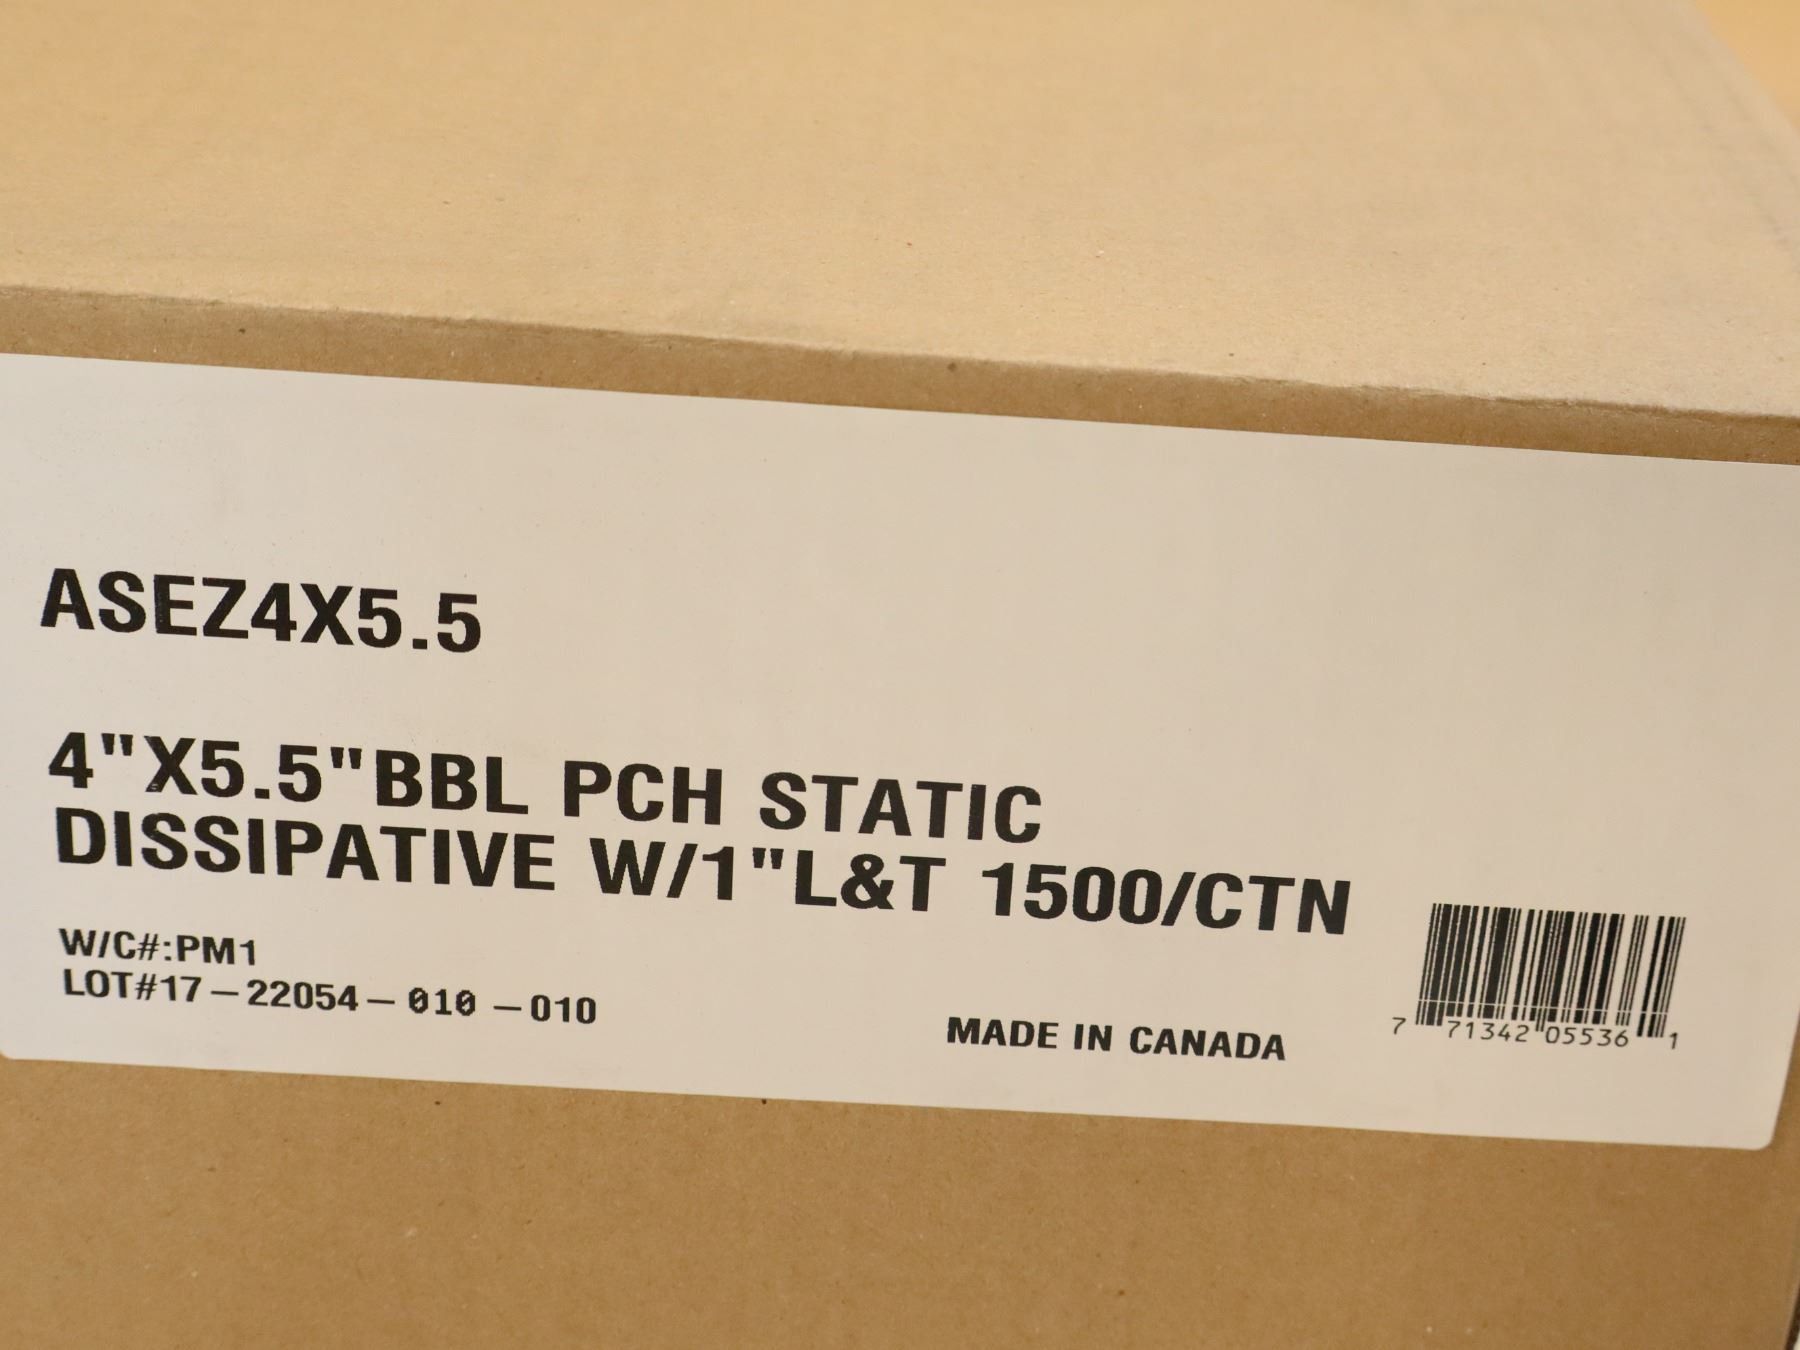 ASEZ4X5.5
4"X5.5"BBL PCH STATIC
DISSIPATIVE W/1"L&T 1500/CTN
W/C#:PM1
LOT#17-22054-010-010
MADE IN CANADA
7 71342 05536 1